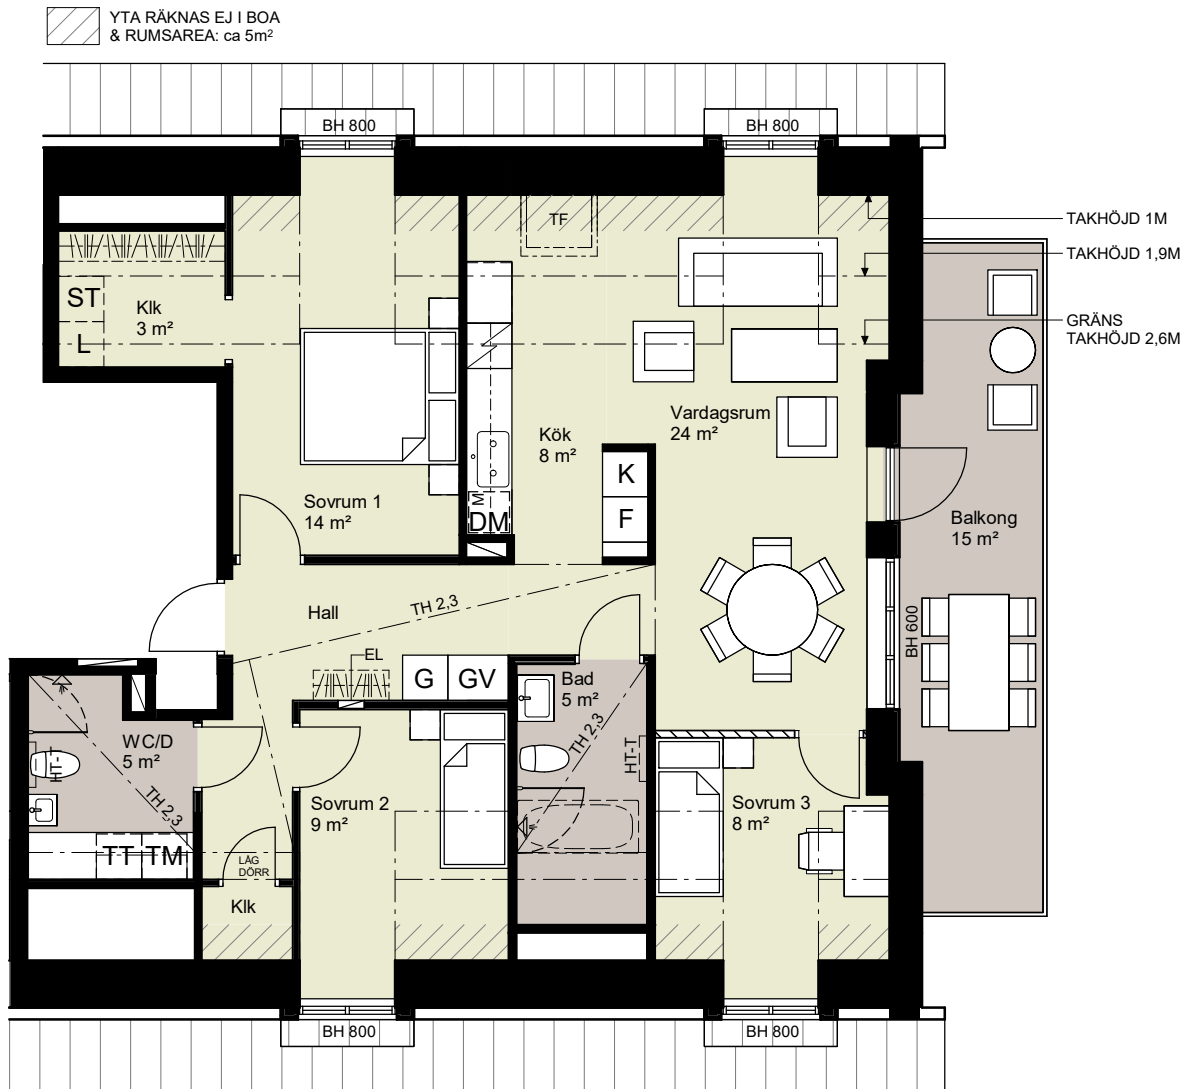 YTA RÄKNAS EJ I BOA
& RUMSAREA: ca 5m²
BH 800
BH 800
TF
TAKHÖJD 1M
TAKHÖJD 1,9M
GRÄNS
TAKHÖJD 2,6M
ST
L
Klk
3 m²
Vardagsrum
24 m²
Kök
8 m²
K
F
M
DM
Sovrum 1
14 m²
Balkong
15 m²
Hall
TH 2,3
BH 600
EL
G
GV
Bad
5 m²
TH 2,3
HT-T
WC/D
5 m²
HT-T
TH 2,3
TT
TM
Sovrum 2
9 m²
Sovrum 3
8 m²
LÅG
DÖRR
Klk
BH 800
BH 800